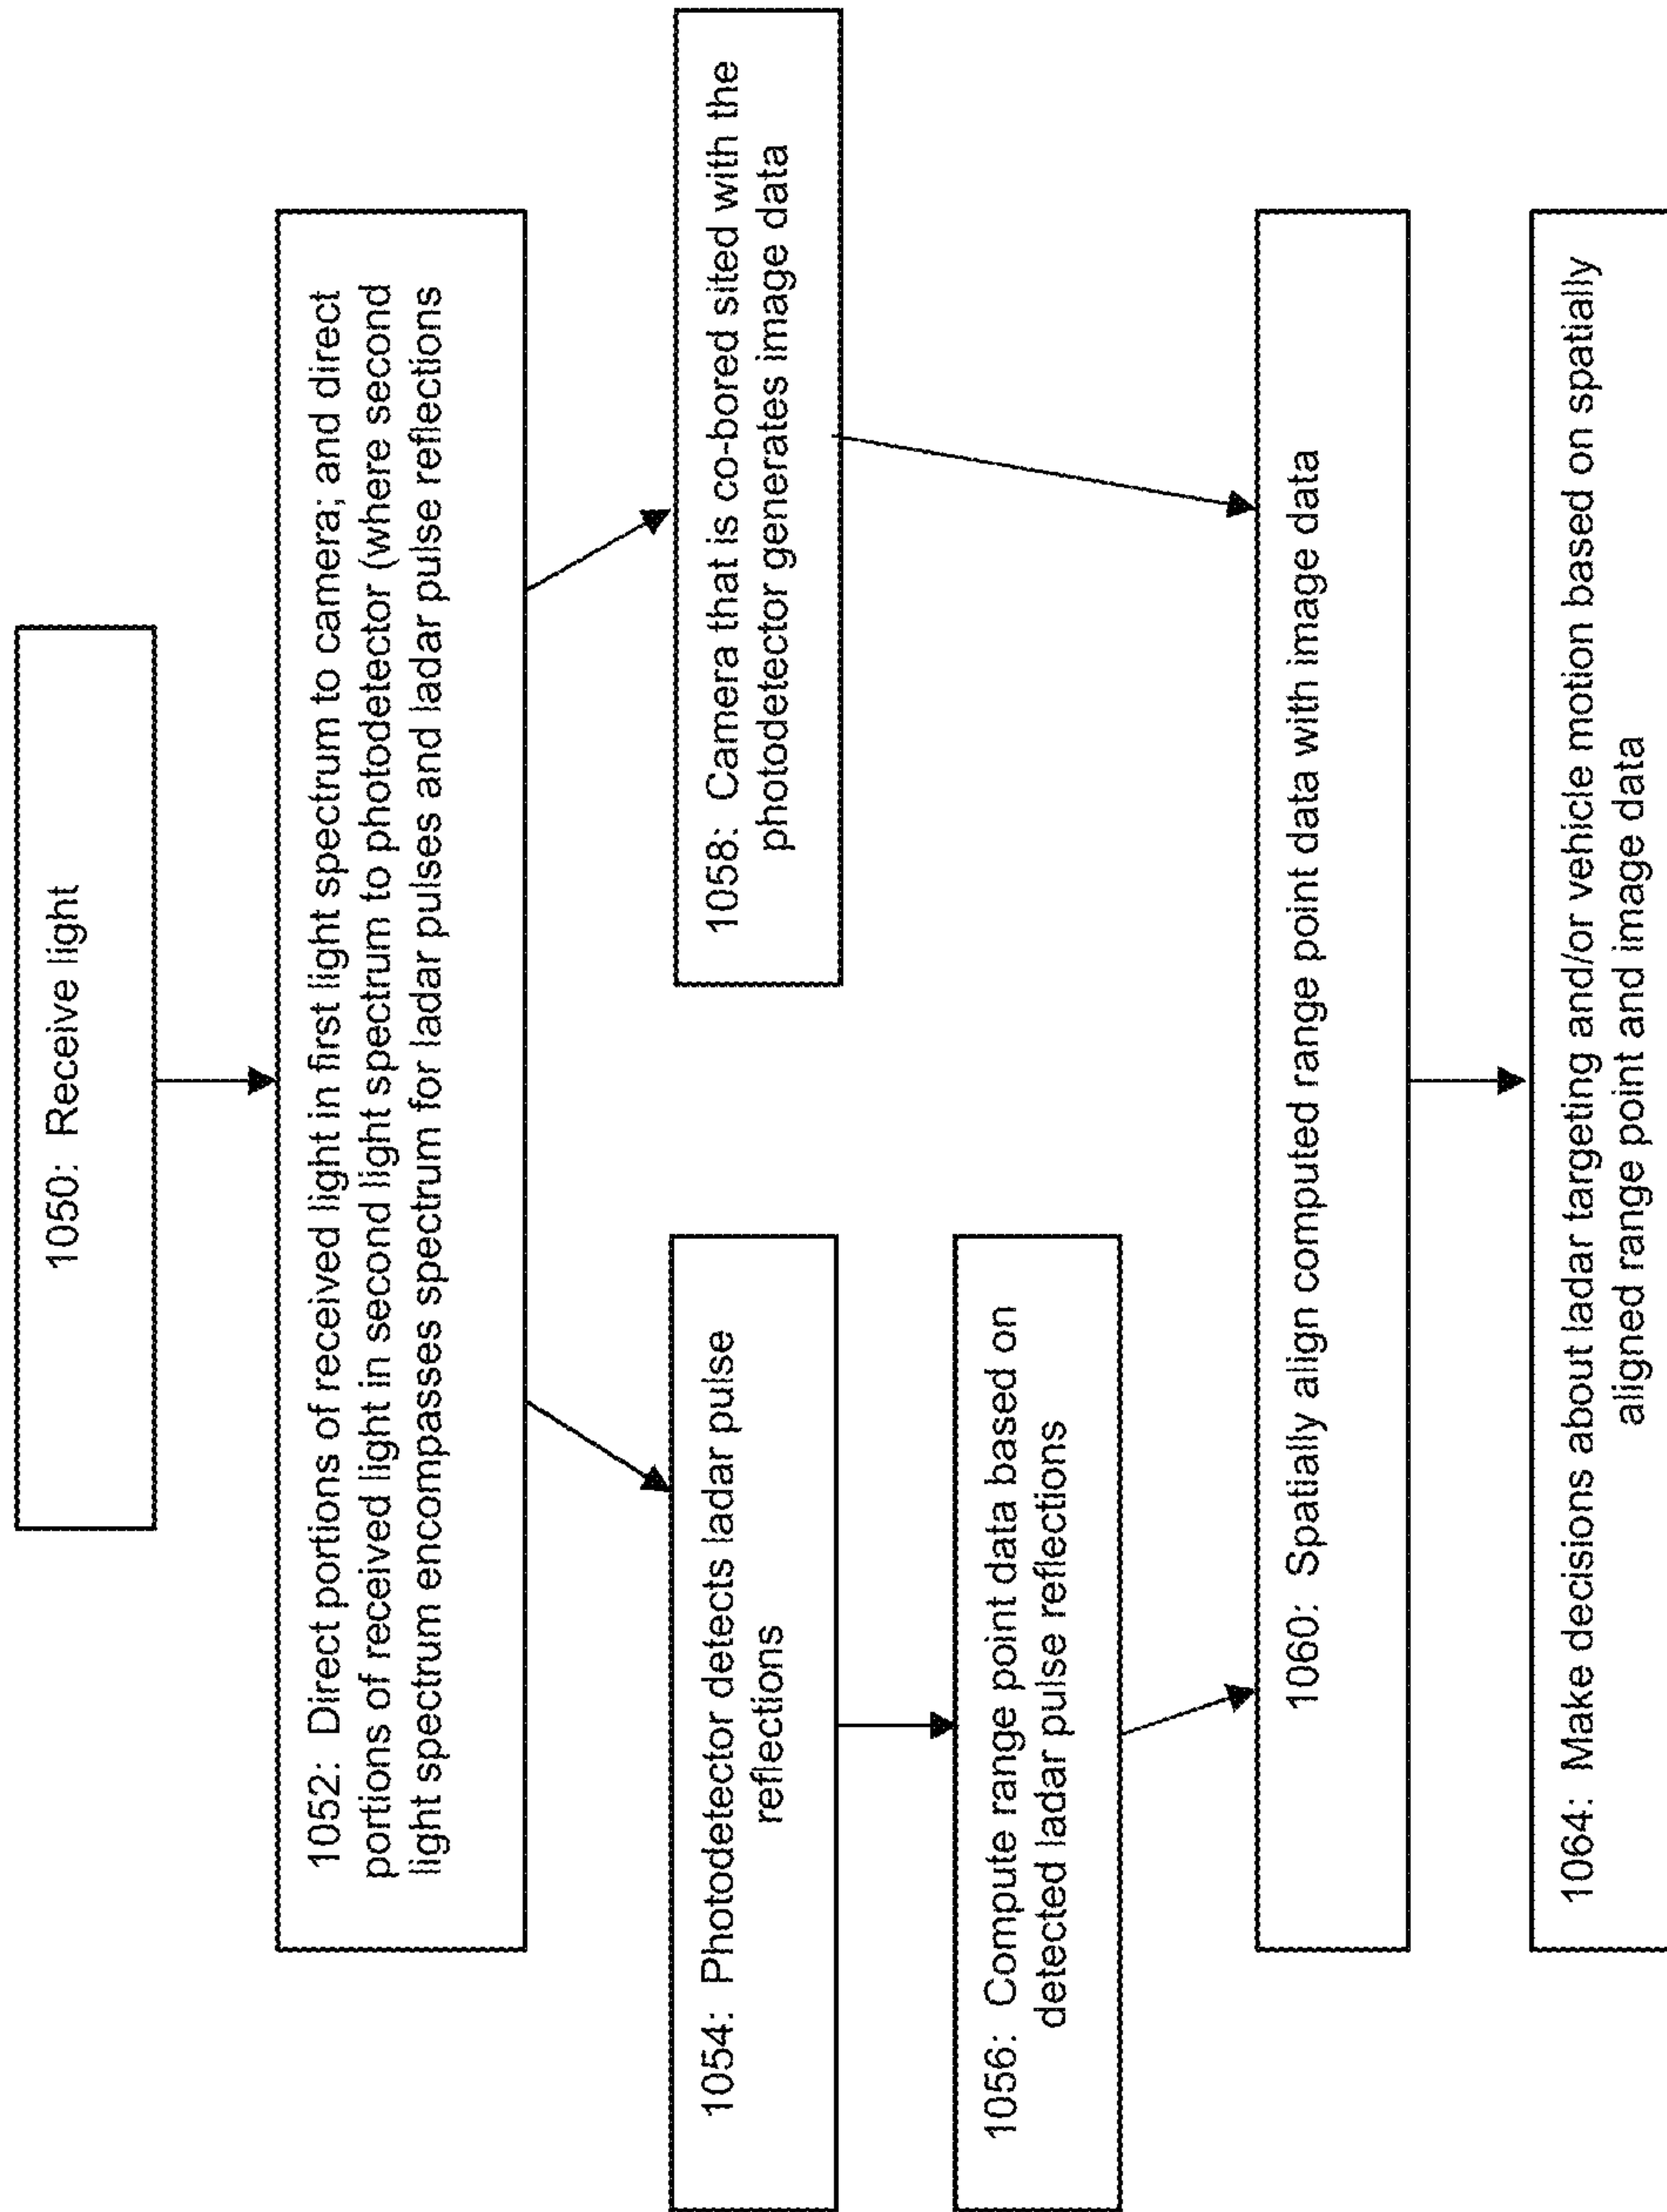 1050: Receive light
1052: Direct portions of received light in first light spectrum to camera; and direct
portions of received light in second light spectrum to photodetector (where second
light spectrum encompasses spectrum for ladar pulses and ladar pulse reflections
1054: Photodetector detects ladar pulse
reflections
1056: Compute range point data based on
detected ladar pulse reflections
1058: Camera that is co-bored sited with the
photodetector generates image data
1060: Spatially align computed range point data with image data
1064: Make decisions about ladar targeting and/or vehicle motion based on spatially
aligned range point and image data